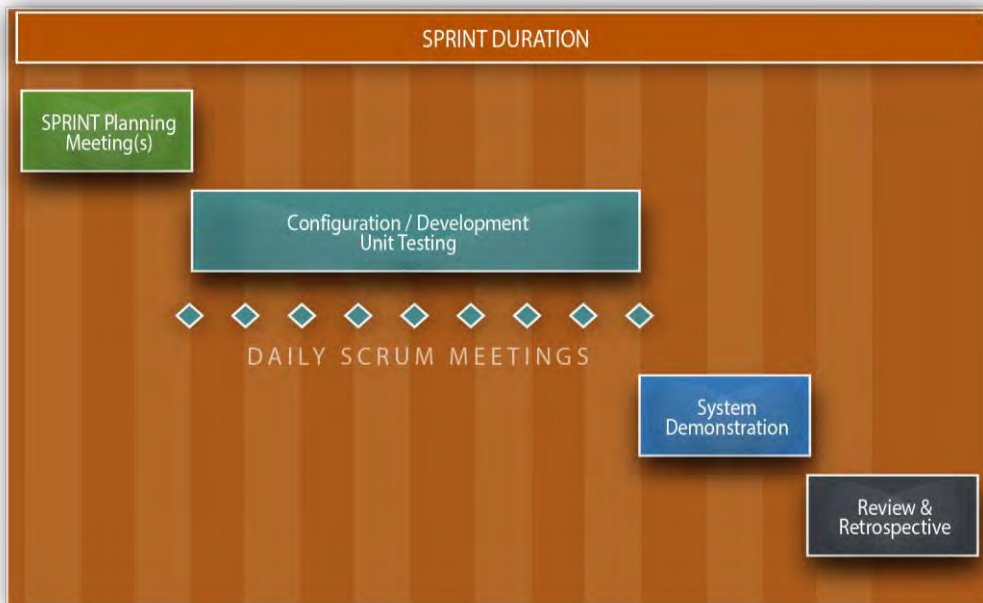 SPRINT DURATION
SPRINT Planning
Meeting(s)
Configuration / Development
Unit Testing
DAILY SCRUM MEETINGS
System
Demonstration
Review &
Retrospective